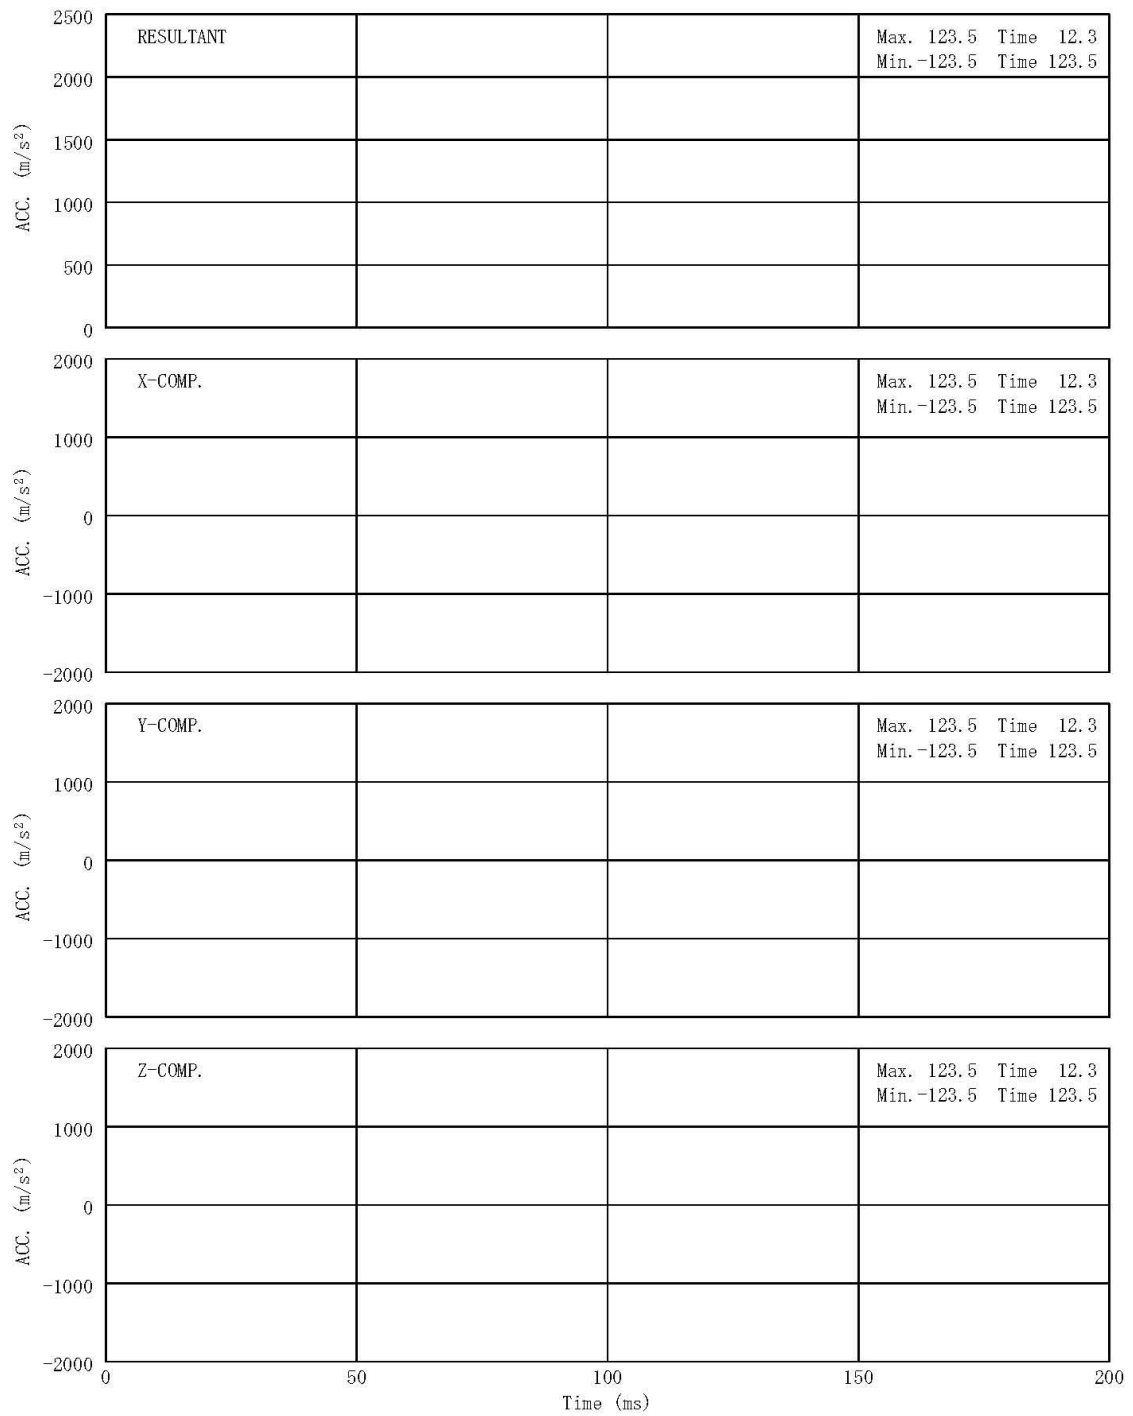 2500
RESULTANT
Max. 123.5 Time 12.3
Min.-123.5 Time 123.5
2000
1500
ACC. (m/s²)
1000
500
0
2000
X-COMP.
Max. 123.5 Time 12.3
Min.-123.5 Time 123.5
1000
ACC. (m/s²)
0
-1000
-2000
2000
Y-COMP.
Max. 123.5 Time 12.3
Min.-123.5 Time 123.5
1000
ACC. (m/s²)
0
-1000
-2000
2000
Z-COMP.
Max. 123.5 Time 12.3
Min.-123.5 Time 123.5
1000
ACC. (m/s²)
0
-1000
-2000
0 50 100 150 200
Time (ms)